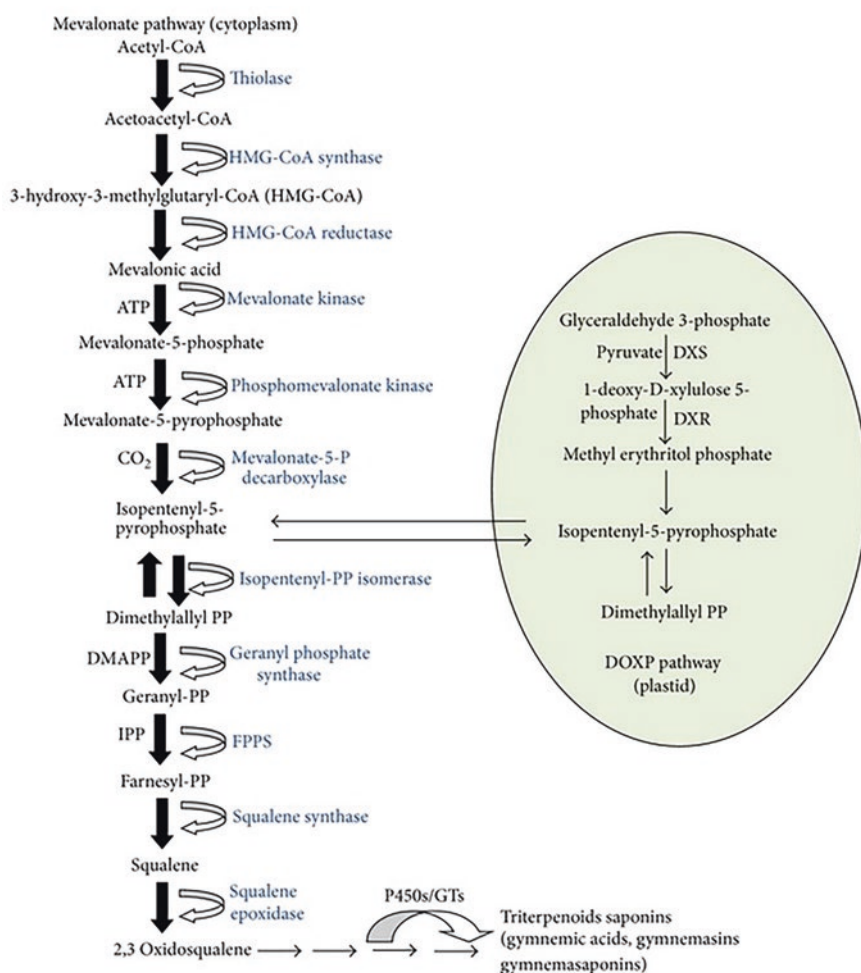 Mevalonate pathway (cytoplasm)
Acetyl-CoA
Thiolase
Acetoacetyl-CoA
HMG-CoA synthase
3-hydroxy-3-methylglutaryl-CoA (HMG-CoA)
HMG-CoA reductase
Mevalonic acid
ATP
Mevalonate kinase
Mevalonate-5-phosphate
ATP
Phosphomevalonate kinase
Mevalonate-5-pyrophosphate
CO₂
Mevalonate-5-P
decarboxylase
Isopentenyl-5-
pyrophosphate
Isopentenyl-PP isomerase
Dimethylallyl PP
DMAPP
Geranyl phosphate
synthase
Geranyl-PP
IPP
FPPS
Farnesyl-PP
Squalene synthase
Squalene
Squalene
epoxidase
2,3 Oxidosqualene
P450s/GTs
Triterpenoids saponins
(gymnemic acids, gymnemasins
gymnemasaponins)
Glyceraldehyde 3-phosphate
Pyruvate
DXS
1-deoxy-D-xylulose 5-
phosphate
DXR
Methyl erythritol phosphate
Isopentenyl-5-pyrophosphate
Dimethylallyl PP
DOXP pathway
(plastid)